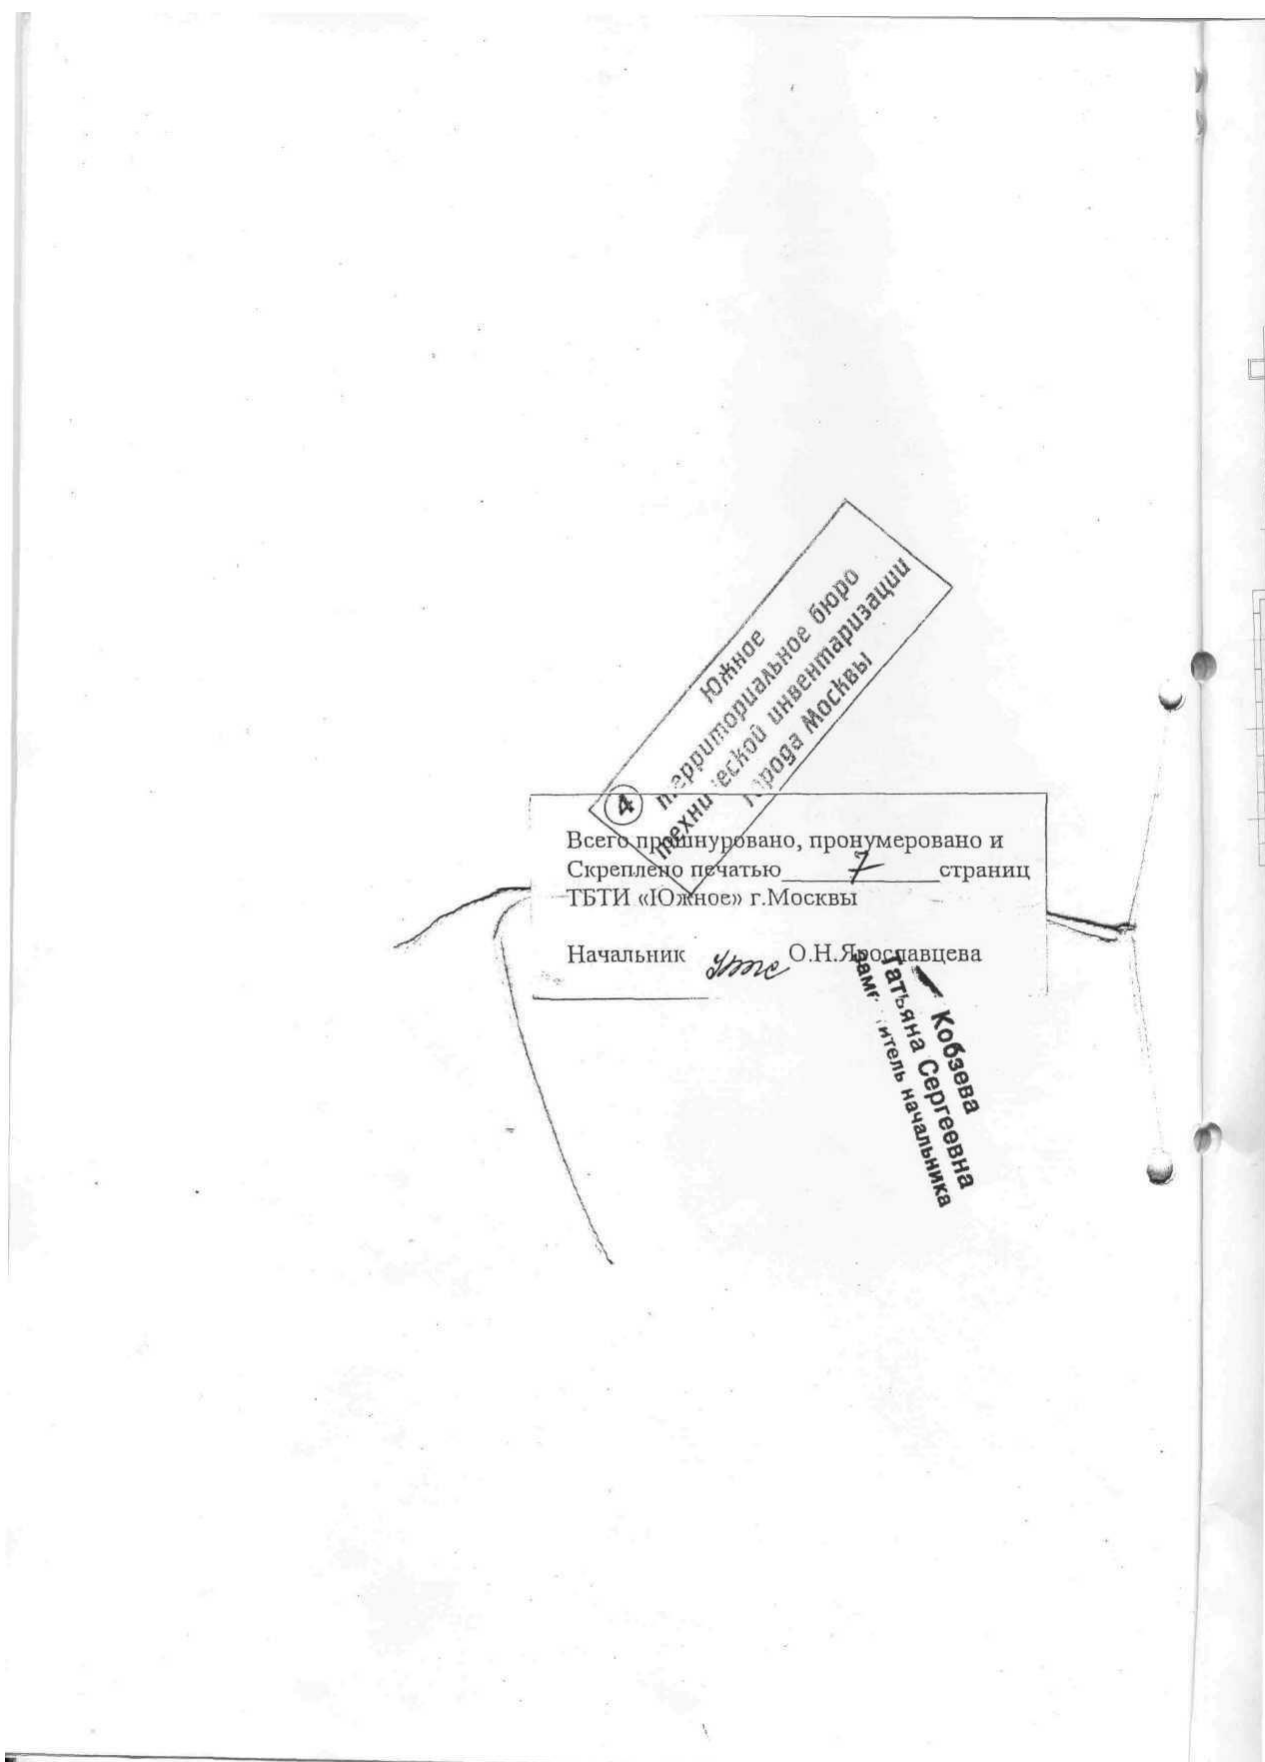 Южное
территориальное бюро
технической инвентаризации
города Москвы
4
Всего прошнуровано, пронумеровано и
Скреплено печатью 7 страниц
ТБТИ «Южное» г.Москвы
Начальник О.Н.Ярославцева
Кобзева
Татьяна Сергеевна
заместитель начальника